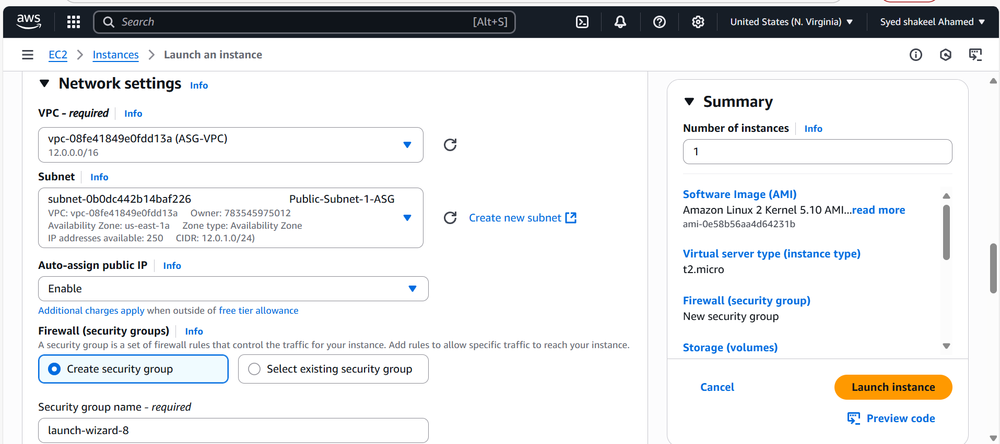 aws
Search [Alt+S]
United States (N. Virginia)
Syed shakeel Ahamed
EC2 Instances Launch an instance
Network settings Info
VPC - required Info
vpc-08fe41849e0fdd13a (ASG-VPC)
12.0.0.0/16
Subnet Info
subnet-0b0dc442b14baf226 Public-Subnet-1-ASG
VPC: vpc-08fe41849e0fdd13a Owner: 783545975012
Availability Zone: us-east-1a Zone type: Availability Zone
IP addresses available: 250 CIDR: 12.0.1.0/24)
Create new subnet
Auto-assign public IP Info
Enable
Additional charges apply when outside of free tier allowance
Firewall (security groups) Info
A security group is a set of firewall rules that control the traffic for your instance. Add rules to allow specific traffic to reach your instance.
Create security group
Select existing security group
Security group name - required
launch-wizard-8
Summary
Number of instances Info
1
Software Image (AMI)
Amazon Linux 2 Kernel 5.10 AMI...read more
ami-0e58b56aa4d64231b
Virtual server type (instance type)
t2.micro
Firewall (security group)
New security group
Storage (volumes)
Cancel
Launch instance
Preview code